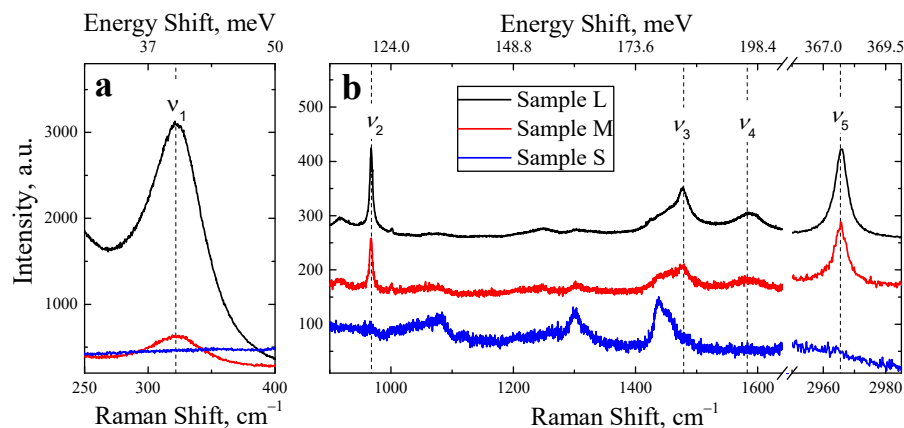 Energy Shift, meV
37 50
a
ν1
3000
2000
1000
Intensity, a.u.
250 300 350 400
Raman Shift, cm−1
Energy Shift, meV
124.0 148.8 173.6 198.4 367.0 369.5
b
Sample L
Sample M
Sample S
ν2
ν3
ν4
ν5
500
400
300
200
100
1000 1200 1400 1600 2960 2980
Raman Shift, cm−1